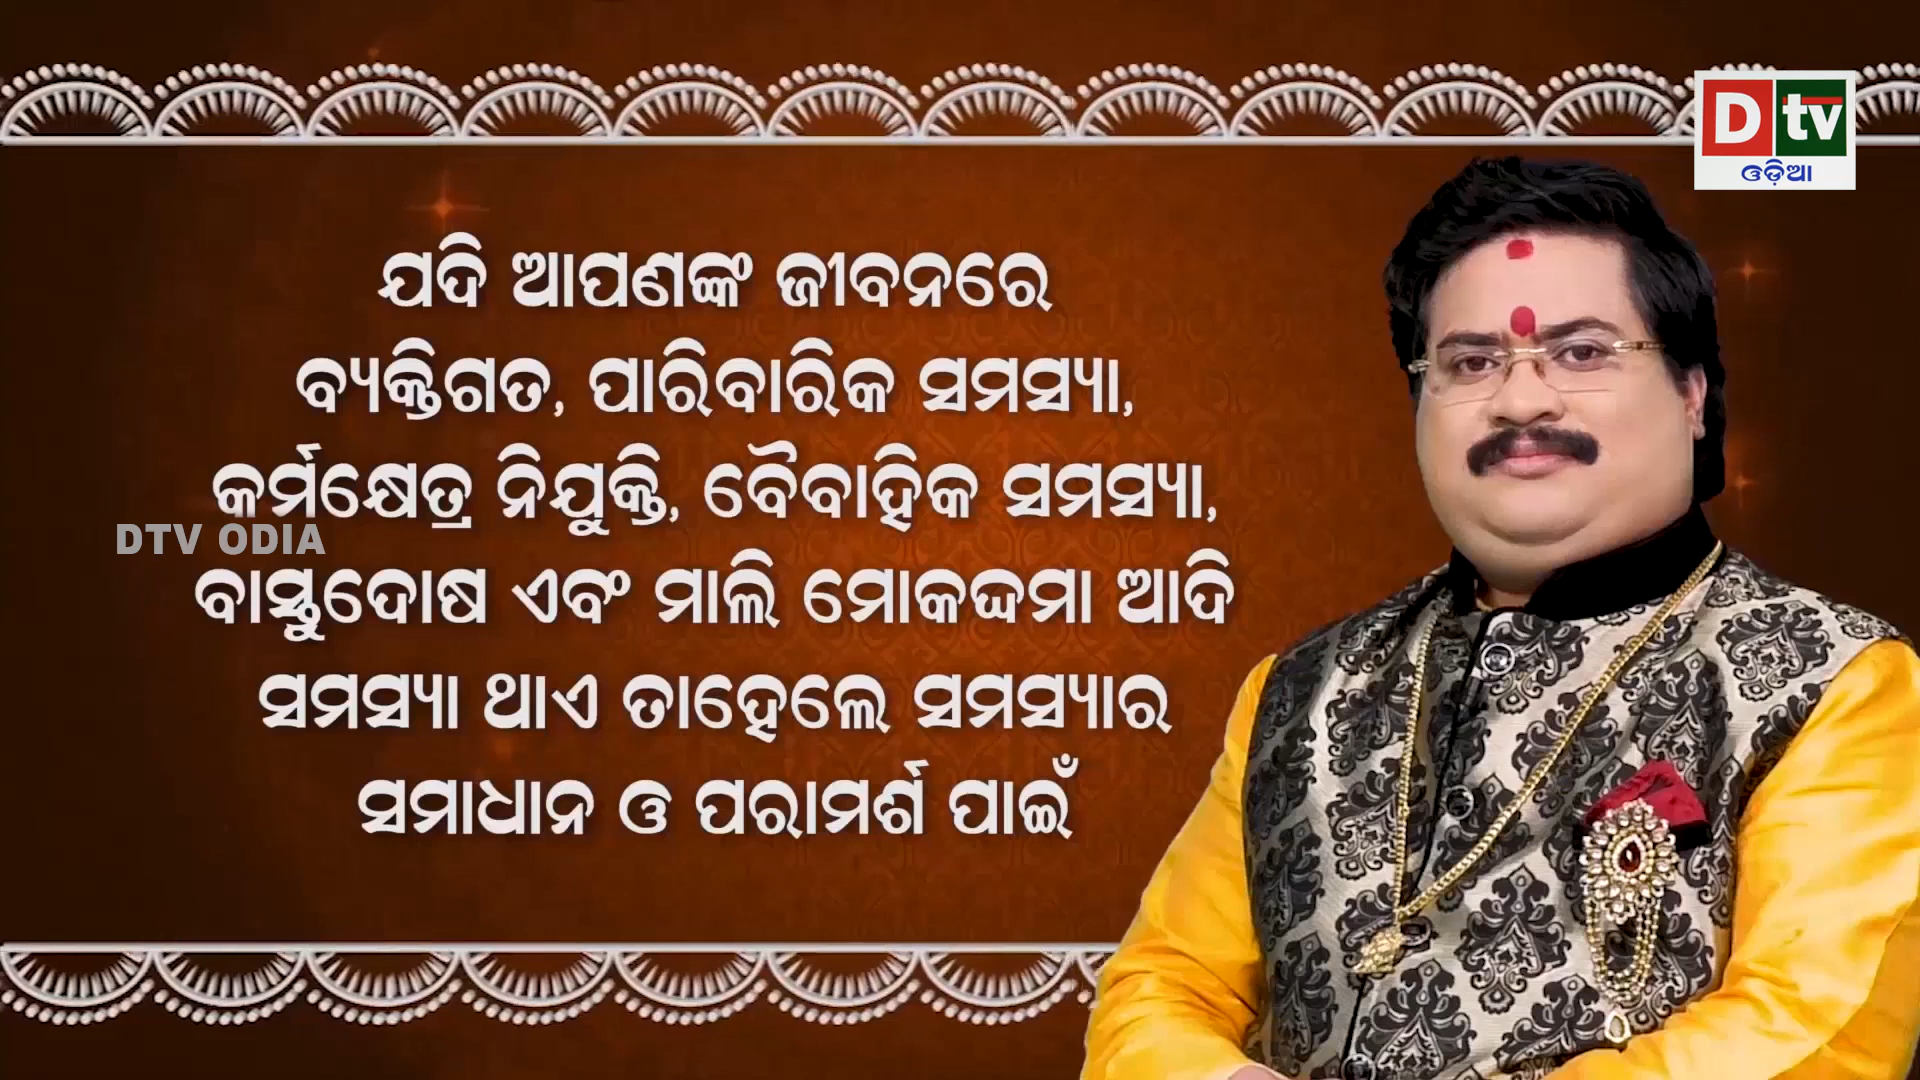 Dtv
ଓଡ଼ିଆ
ଯଦି ଆପଣଙ୍କ ଜୀବନରେ
ବ୍ୟକ୍ତିଗତ, ପାରିବାରିକ ସମସ୍ୟା,
କର୍ମକ୍ଷେତ୍ର ନିଯୁକ୍ତି, ବୈବାହିକ ସମସ୍ୟା,
DTV ODIA
ବାସ୍ତୁଦୋଷ ଏବଂ ମାଲି ମୋକଦ୍ଦମା ଆଦି
ସମସ୍ୟା ଥାଏ ତାହେଲେ ସମସ୍ୟାର
ସମାଧାନ ଓ ପରାମର୍ଶ ପାଇଁ